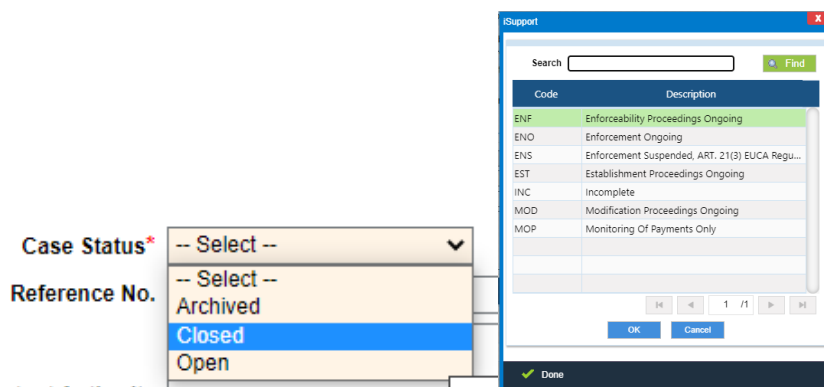 iSupport
X
Search
Find
Code Description
ENF Enforceability Proceedings Ongoing
ENO Enforcement Ongoing
ENS Enforcement Suspended, ART. 21(3) EUCA Regu...
EST Establishment Proceedings Ongoing
INC Incomplete
MOD Modification Proceedings Ongoing
MOP Monitoring Of Payments Only
1 /1
OK Cancel
Done
Case Status* -- Select --
-- Select --
Reference No.
Archived
Closed
Open